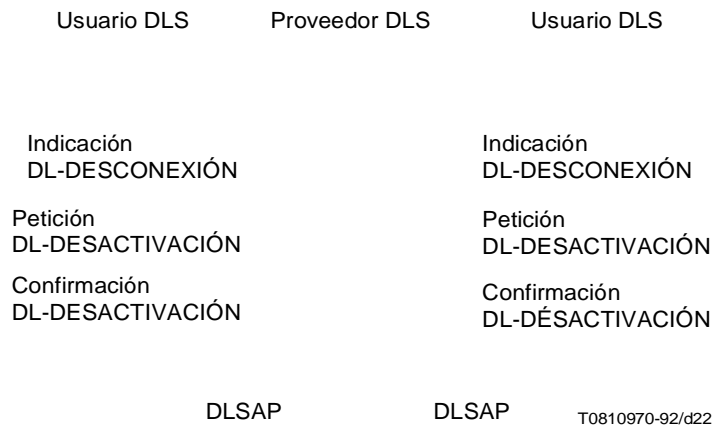 Usuario DLS Proveedor DLS Usuario DLS
Indicación
DL-DESCONEXIÓN
Indicación
DL-DESCONEXIÓN
Petición
DL-DESACTIVACIÓN
Petición
DL-DESACTIVACIÓN
Confirmación
DL-DESACTIVACIÓN
Confirmación
DL-DÉSACTIVACIÓN
DLSAP DLSAP T0810970-92/d22